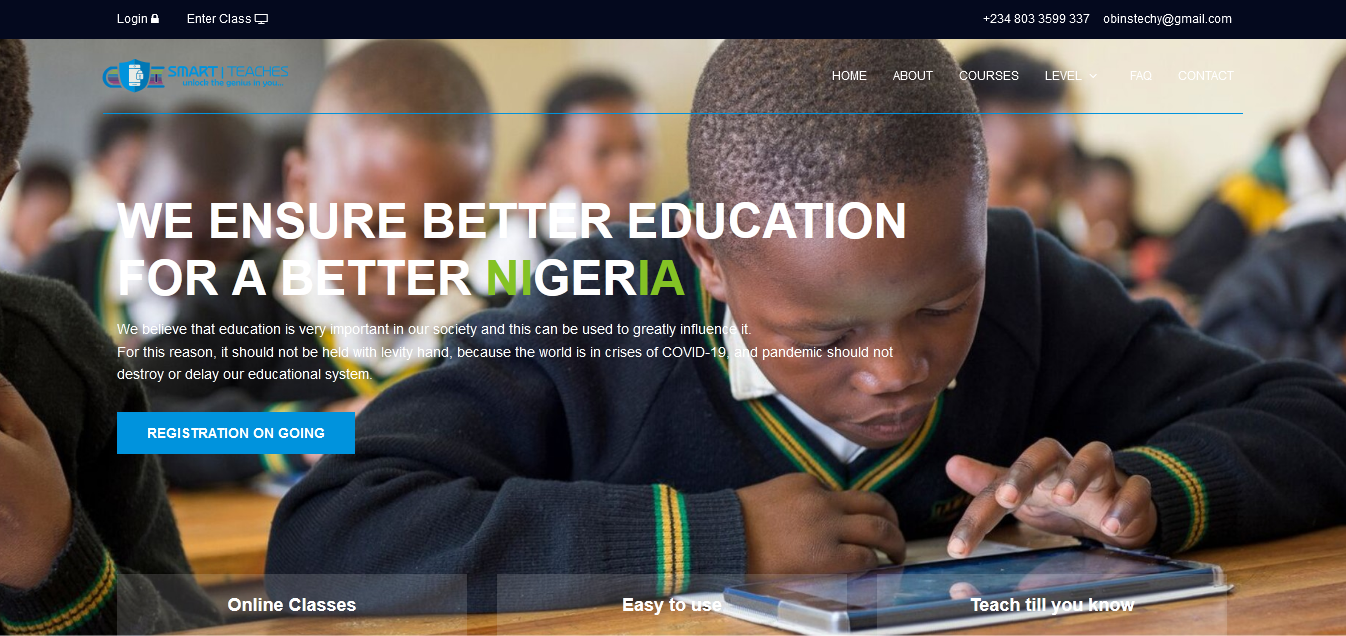 Login
Enter Class
+234 803 3599 337
obinstechy@gmail.com
SMART | TEACHES
unlock the genius in you...
HOME
ABOUT
COURSES
LEVEL
FAQ
CONTACT
WE ENSURE BETTER EDUCATION
FOR A BETTER NIGERIA
We believe that education is very important in our society and this can be used to greatly influence it.
For this reason, it should not be held with levity hand, because the world is in crises of COVID-19, and pandemic should not
destroy or delay our educational system.
REGISTRATION ON GOING
Online Classes
Easy to use
Teach till you know